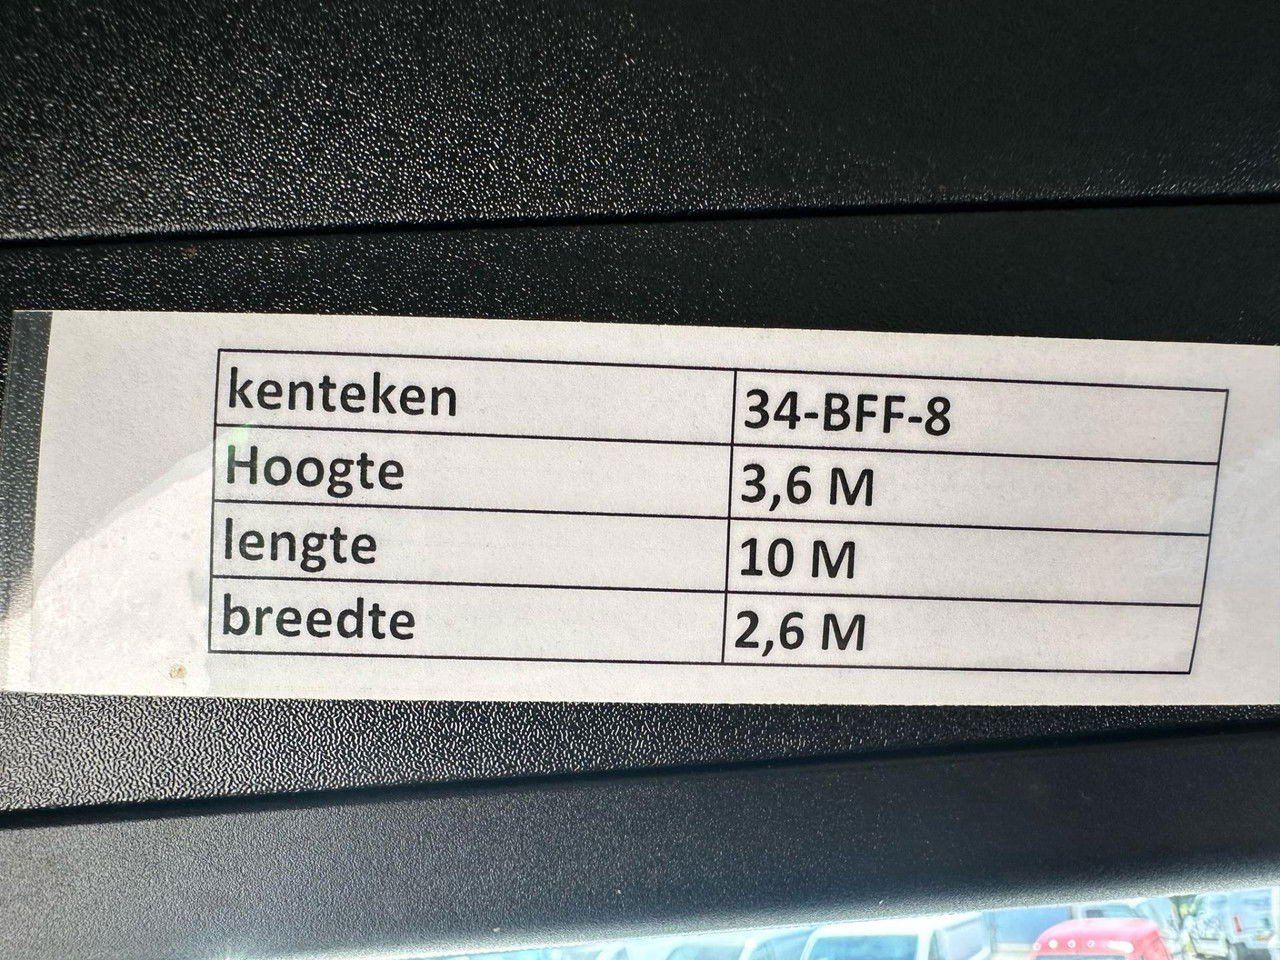 kenteken 34-BFF-8
Hoogte 3,6 M
lengte 10 M
breedte 2,6 M